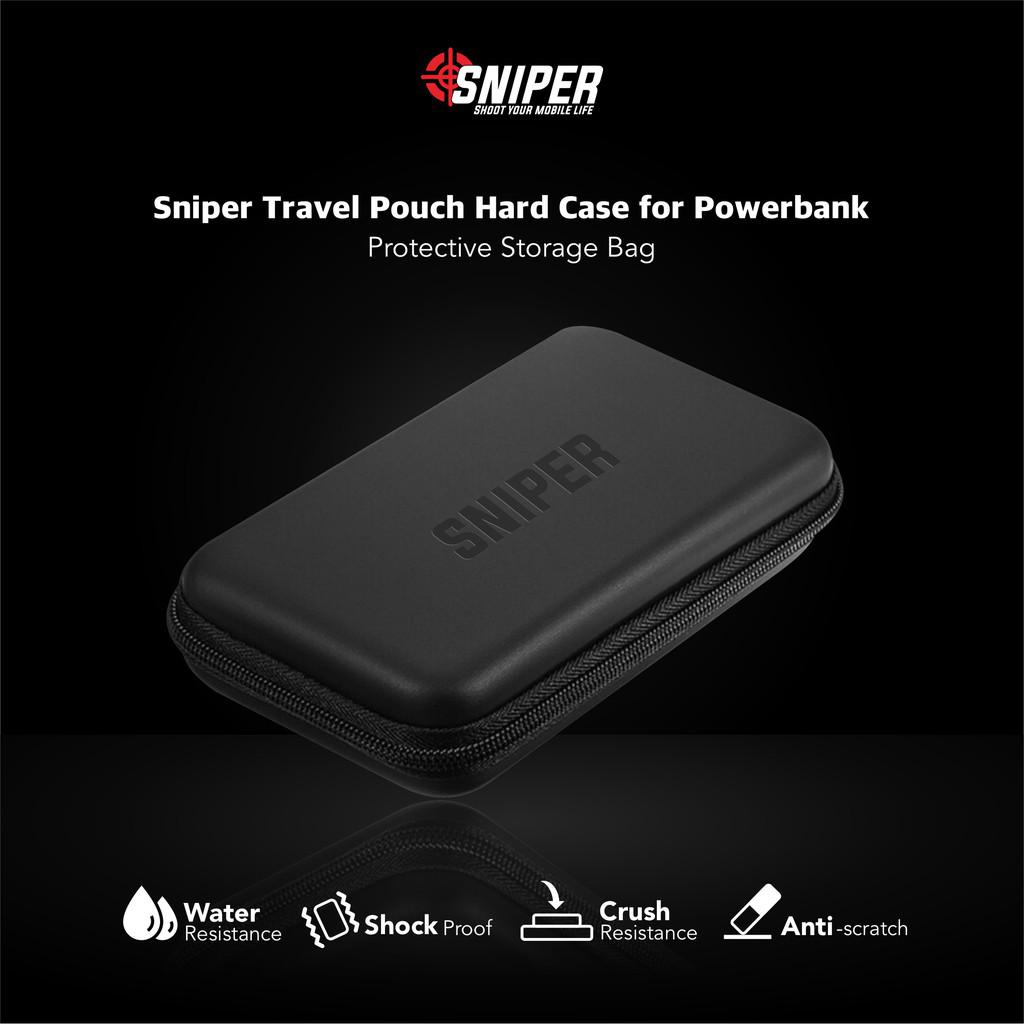 SNIPER
SHOOT YOUR MOBILE LIFE
Sniper Travel Pouch Hard Case for Powerbank
Protective Storage Bag
SNIPER
Water
Resistance
Shock Proof
Crush
Resistance
Anti-scratch